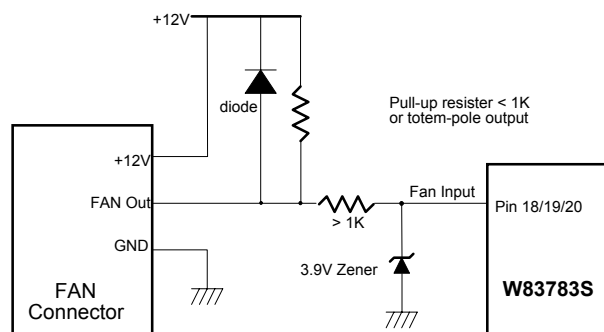 +12V
diode
Pull-up resister < 1K
or totem-pole output
+12V
FAN Out
Fan Input
Pin 18/19/20
> 1K
GND
3.9V Zener
FAN
Connector
W83783S